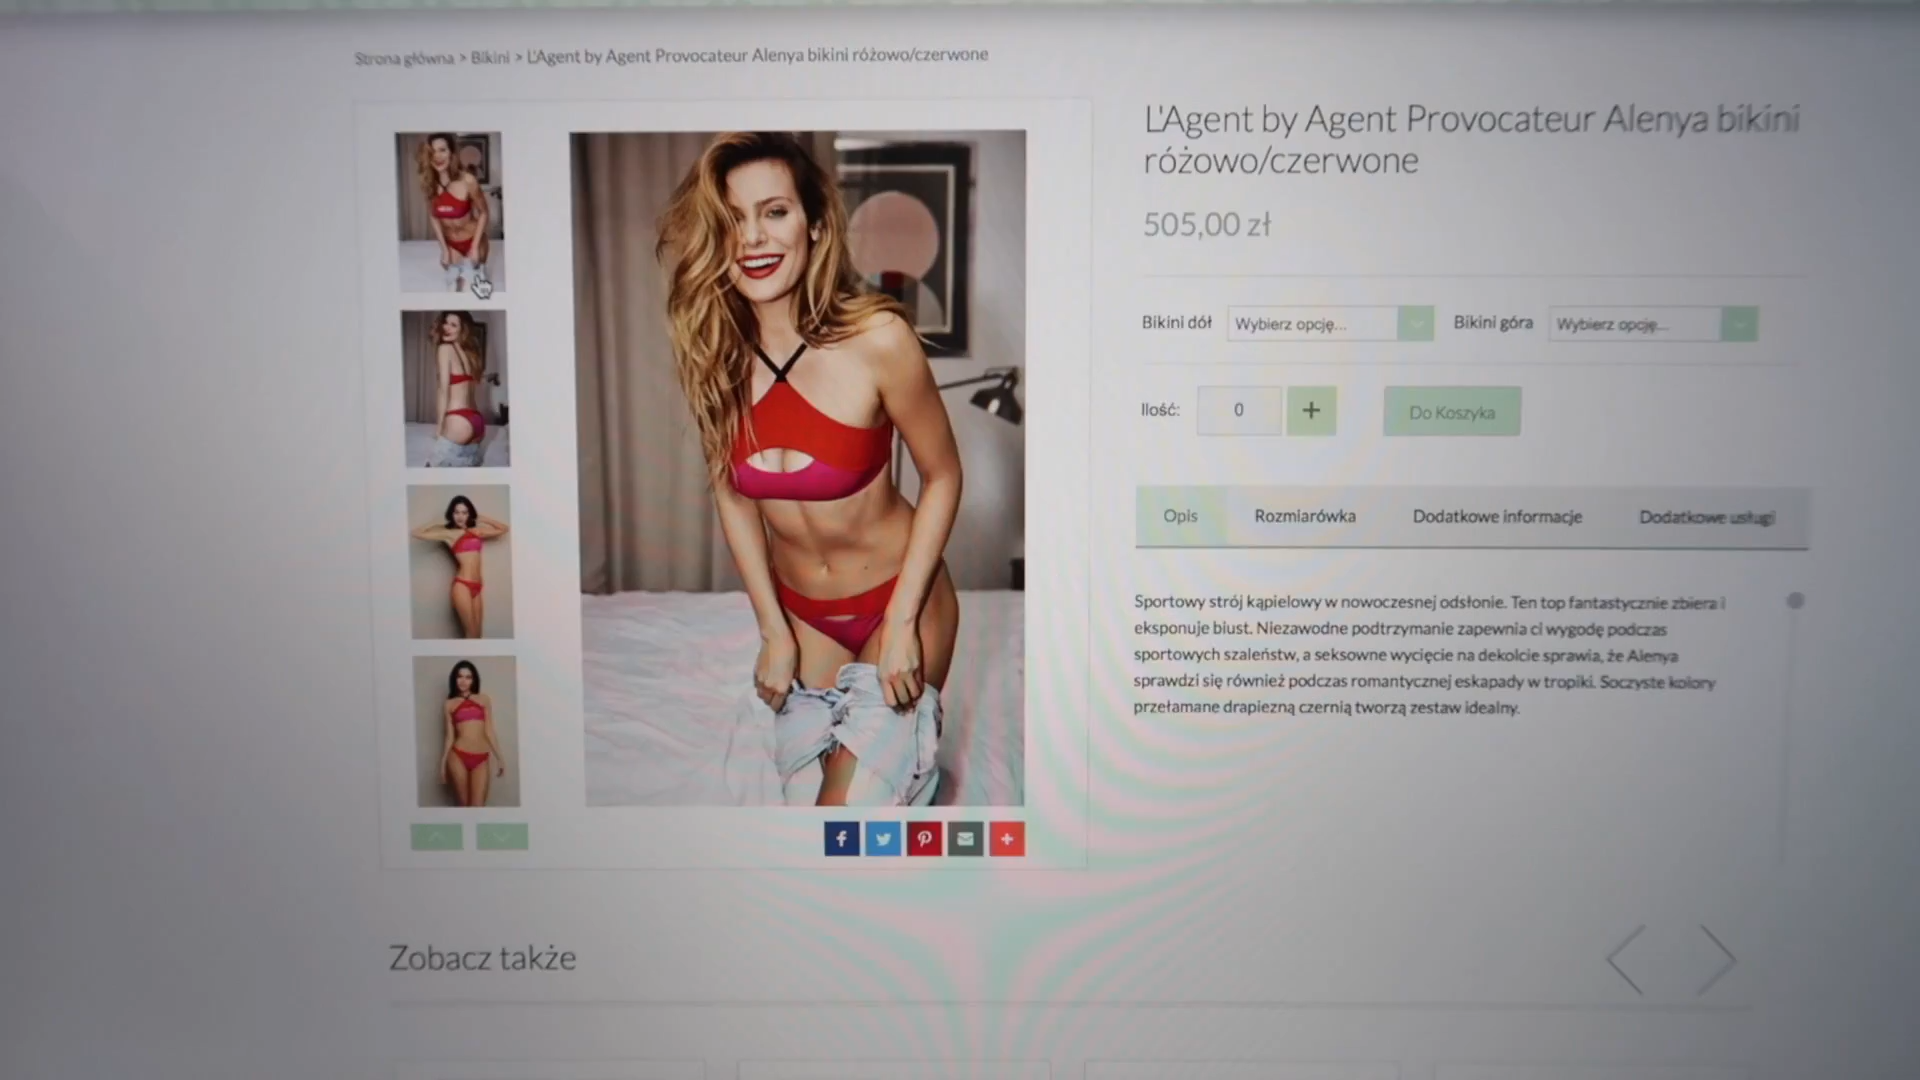 Strona główna > Bikini > L'Agent by Agent Provocateur Alenya bikini różowo/czerwone
L'Agent by Agent Provocateur Alenya bikini
różowo/czerwone
505,00 zł
Bikini dół Wybierz opcję... Bikini góra Wybierz opcję...
Ilość: 0 + Do Koszyka
Opis Rozmiarówka Dodatkowe informacje Dodatkowe usługi
Sportowy strój kąpielowy w nowoczesnej odsłonie. Ten top fantastycznie zbiera i
eksponuje biust. Niezawodne podtrzymanie zapewnia ci wygodę podczas
sportowych szaleństw, a seksowne wycięcie na dekolcie sprawia, że Alenya
sprawdzi się również podczas romantycznej eskapady w tropiki. Soczyste kolory
przełamane drapiezną czernią tworzą zestaw idealny.
Zobacz także